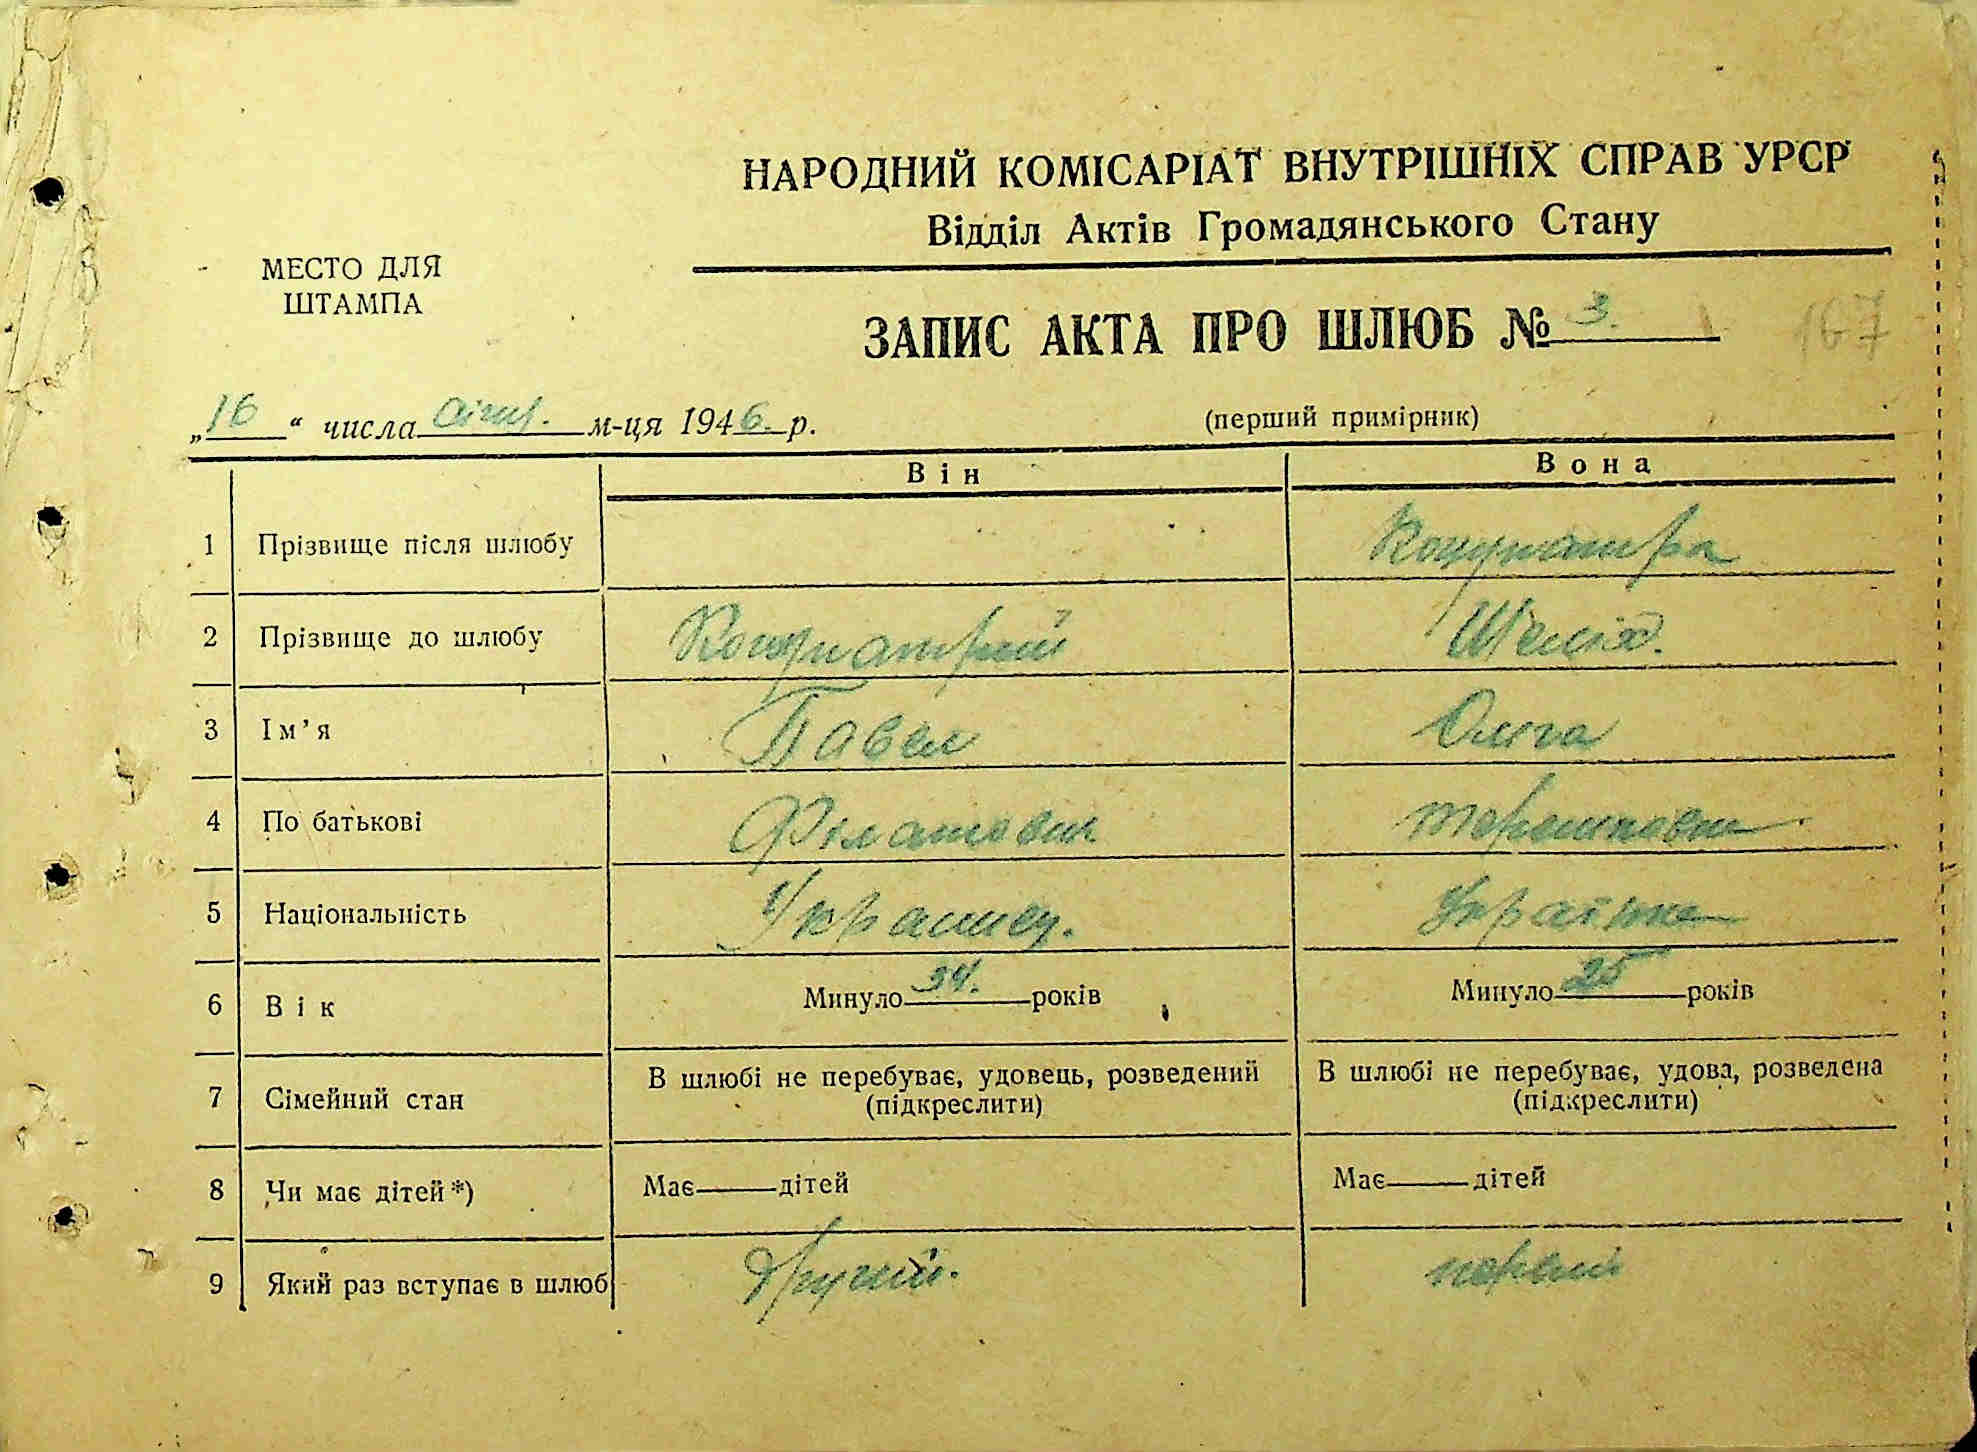 НАРОДНИЙ КОМІСАРІАТ ВНУТРІШНІХ СПРАВ УРСР
Відділ Актів Громадянського Стану
МЕСТО ДЛЯ
ШТАМПА
ЗАПИС АКТА ПРО ШЛЮБ № 3.
167
„16“ числа січн. м-ця 1946. р.
(перший примірник)
Він Вона
1 Прізвище після шлюбу
2 Прізвище до шлюбу
3 Ім’я Павел Ольга
4 По батькові Филатович
5 Національність Украинец. Українка
6 Вік Минуло 34. років Минуло 25 років
7 Сімейний стан В шлюбі не перебуває, удовець, розведений (підкреслити) В шлюбі не перебуває, удова, розведена (підкреслити)
8 Чи має дітей*) Має дітей Має дітей
9 Який раз вступає в шлюб другий. перший